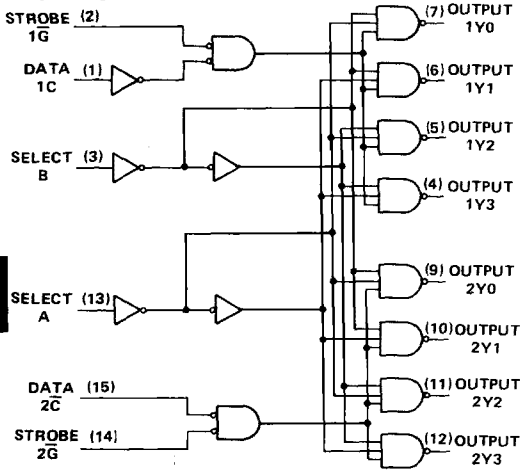 STROBE (2)
1G̅
DATA (1)
1C
SELECT (3)
B
SELECT (13)
A
DATA (15)
2C̅
STROBE (14)
2G̅
(7) OUTPUT
1Y0
(6) OUTPUT
1Y1
(5) OUTPUT
1Y2
(4) OUTPUT
1Y3
(9) OUTPUT
2Y0
(10) OUTPUT
2Y1
(11) OUTPUT
2Y2
(12) OUTPUT
2Y3